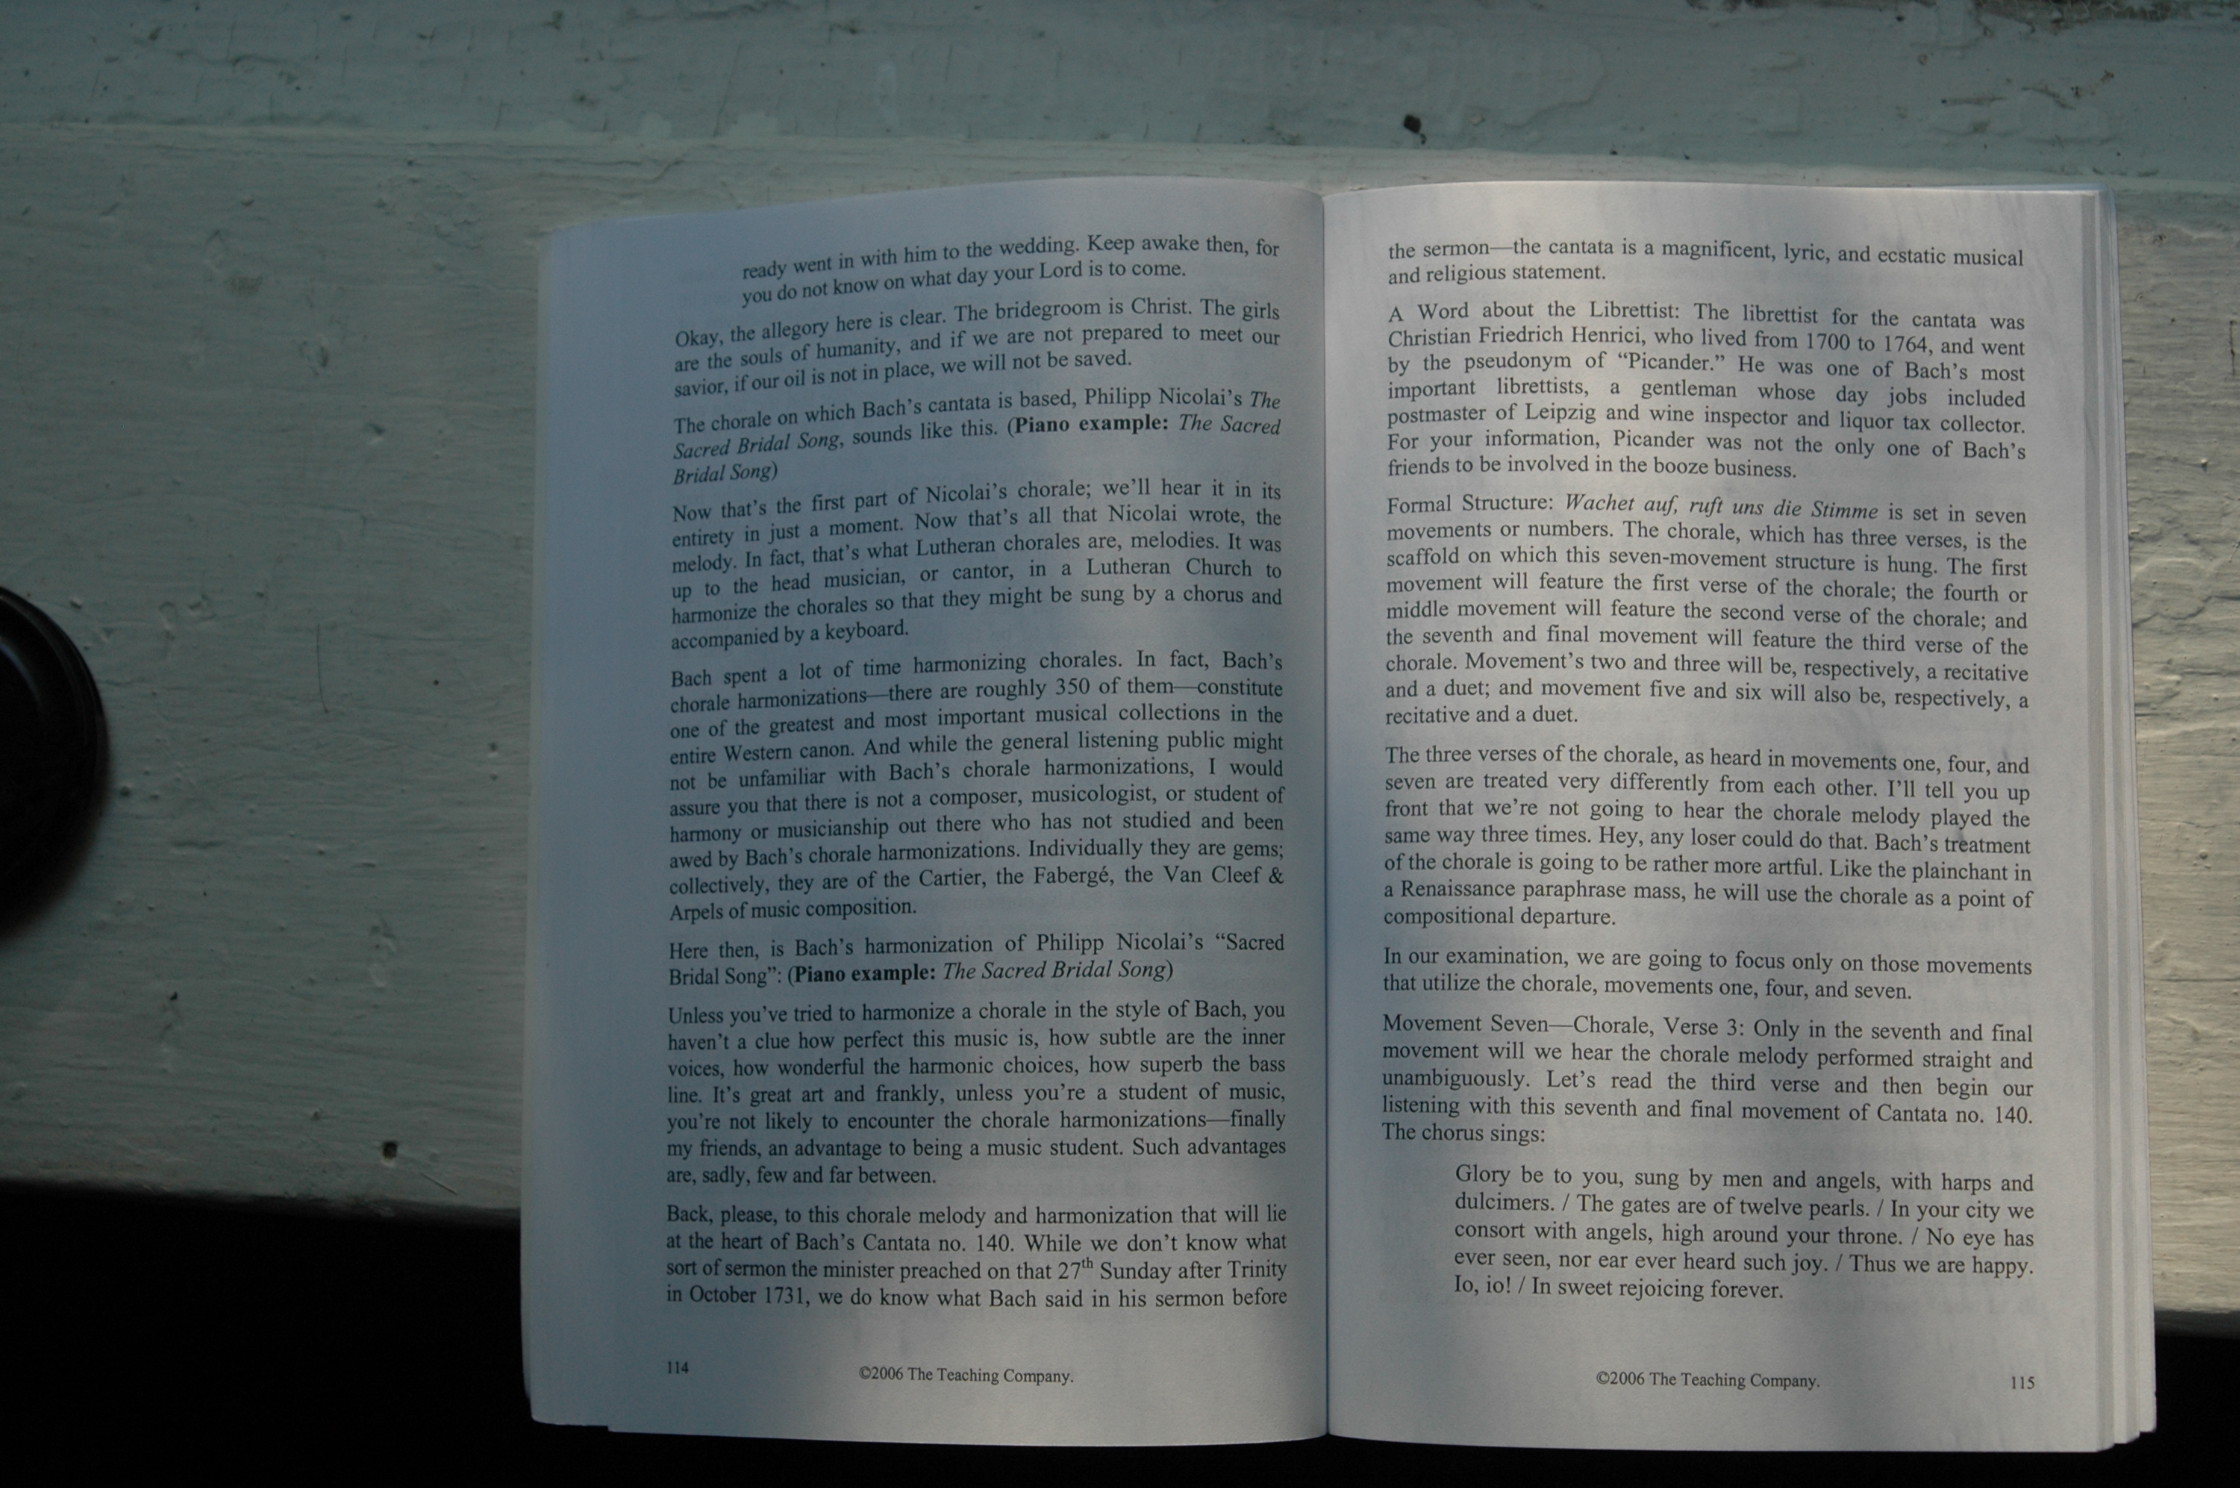 ready went in with him to the wedding. Keep awake then, for
you do not know on what day your Lord is to come.
Okay, the allegory here is clear. The bridegroom is Christ. The girls
are the souls of humanity, and if we are not prepared to meet our
savior, if our oil is not in place, we will not be saved.
The chorale on which Bach’s cantata is based, Philipp Nicolai’s The
Sacred Bridal Song, sounds like this. (Piano example: The Sacred
Bridal Song)
Now that’s the first part of Nicolai’s chorale; we’ll hear it in its
entirety in just a moment. Now that’s all that Nicolai wrote, the
melody. In fact, that’s what Lutheran chorales are, melodies. It was
up to the head musician, or cantor, in a Lutheran Church to
harmonize the chorales so that they might be sung by a chorus and
accompanied by a keyboard.
Bach spent a lot of time harmonizing chorales. In fact, Bach’s
chorale harmonizations—there are roughly 350 of them—constitute
one of the greatest and most important musical collections in the
entire Western canon. And while the general listening public might
not be unfamiliar with Bach’s chorale harmonizations, I would
assure you that there is not a composer, musicologist, or student of
harmony or musicianship out there who has not studied and been
awed by Bach’s chorale harmonizations. Individually they are gems;
collectively, they are of the Cartier, the Fabergé, the Van Cleef &
Arpels of music composition.
Here then, is Bach’s harmonization of Philipp Nicolai’s “Sacred
Bridal Song”: (Piano example: The Sacred Bridal Song)
Unless you’ve tried to harmonize a chorale in the style of Bach, you
haven’t a clue how perfect this music is, how subtle are the inner
voices, how wonderful the harmonic choices, how superb the bass
line. It’s great art and frankly, unless you’re a student of music,
you’re not likely to encounter the chorale harmonizations—finally
my friends, an advantage to being a music student. Such advantages
are, sadly, few and far between.
Back, please, to this chorale melody and harmonization that will lie
at the heart of Bach’s Cantata no. 140. While we don’t know what
sort of sermon the minister preached on that 27th Sunday after Trinity
in October 1731, we do know what Bach said in his sermon before
114
©2006 The Teaching Company.
the sermon—the cantata is a magnificent, lyric, and ecstatic musical
and religious statement.
A Word about the Librettist: The librettist for the cantata was
Christian Friedrich Henrici, who lived from 1700 to 1764, and went
by the pseudonym of “Picander.” He was one of Bach’s most
important librettists, a gentleman whose day jobs included
postmaster of Leipzig and wine inspector and liquor tax collector.
For your information, Picander was not the only one of Bach’s
friends to be involved in the booze business.
Formal Structure: Wachet auf, ruft uns die Stimme is set in seven
movements or numbers. The chorale, which has three verses, is the
scaffold on which this seven-movement structure is hung. The first
movement will feature the first verse of the chorale; the fourth or
middle movement will feature the second verse of the chorale; and
the seventh and final movement will feature the third verse of the
chorale. Movement’s two and three will be, respectively, a recitative
and a duet; and movement five and six will also be, respectively, a
recitative and a duet.
The three verses of the chorale, as heard in movements one, four, and
seven are treated very differently from each other. I’ll tell you up
front that we’re not going to hear the chorale melody played the
same way three times. Hey, any loser could do that. Bach’s treatment
of the chorale is going to be rather more artful. Like the plainchant in
a Renaissance paraphrase mass, he will use the chorale as a point of
compositional departure.
In our examination, we are going to focus only on those movements
that utilize the chorale, movements one, four, and seven.
Movement Seven—Chorale, Verse 3: Only in the seventh and final
movement will we hear the chorale melody performed straight and
unambiguously. Let’s read the third verse and then begin our
listening with this seventh and final movement of Cantata no. 140.
The chorus sings:
Glory be to you, sung by men and angels, with harps and
dulcimers. / The gates are of twelve pearls. / In your city we
consort with angels, high around your throne. / No eye has
ever seen, nor ear ever heard such joy. / Thus we are happy.
Io, io! / In sweet rejoicing forever.
©2006 The Teaching Company.
115